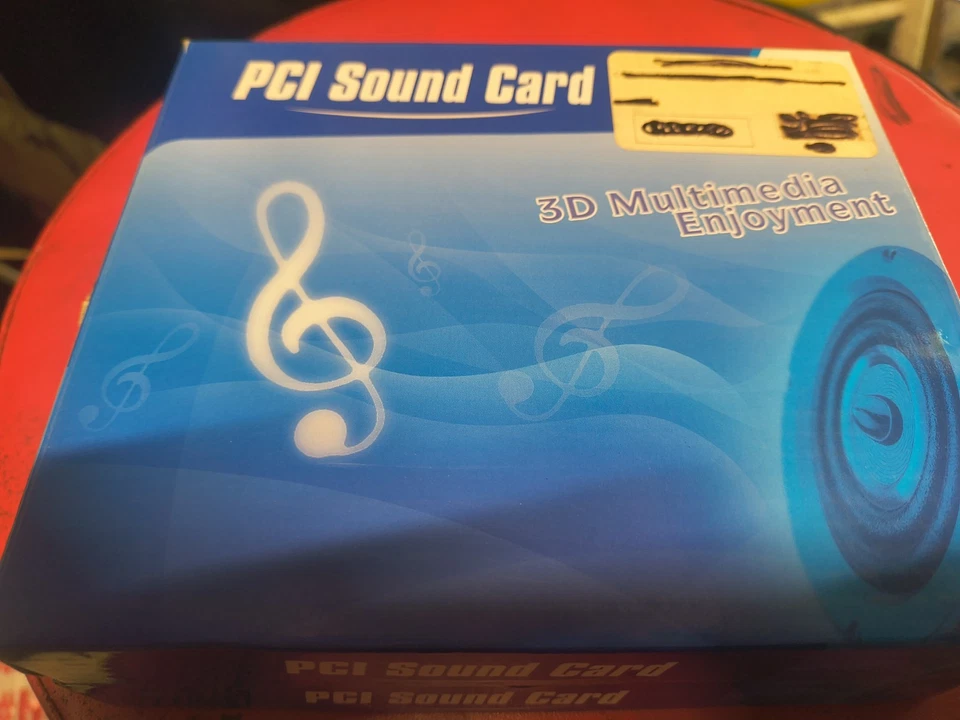 PCI Sound Card
3D Multimedia
Enjoyment
PCI Sound Card
PCI Sound Card